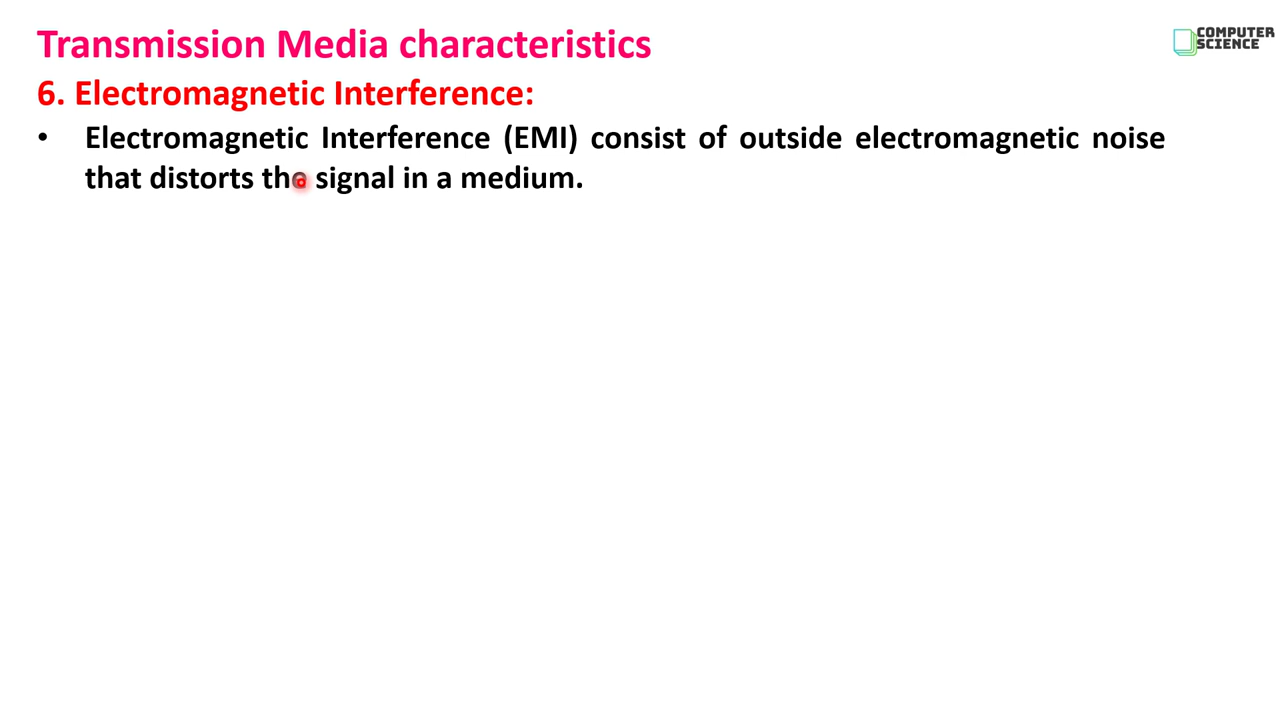 Transmission Media characteristics
COMPUTER
SCIENCE
6. Electromagnetic Interference:
• Electromagnetic Interference (EMI) consist of outside electromagnetic noise
that distorts the signal in a medium.